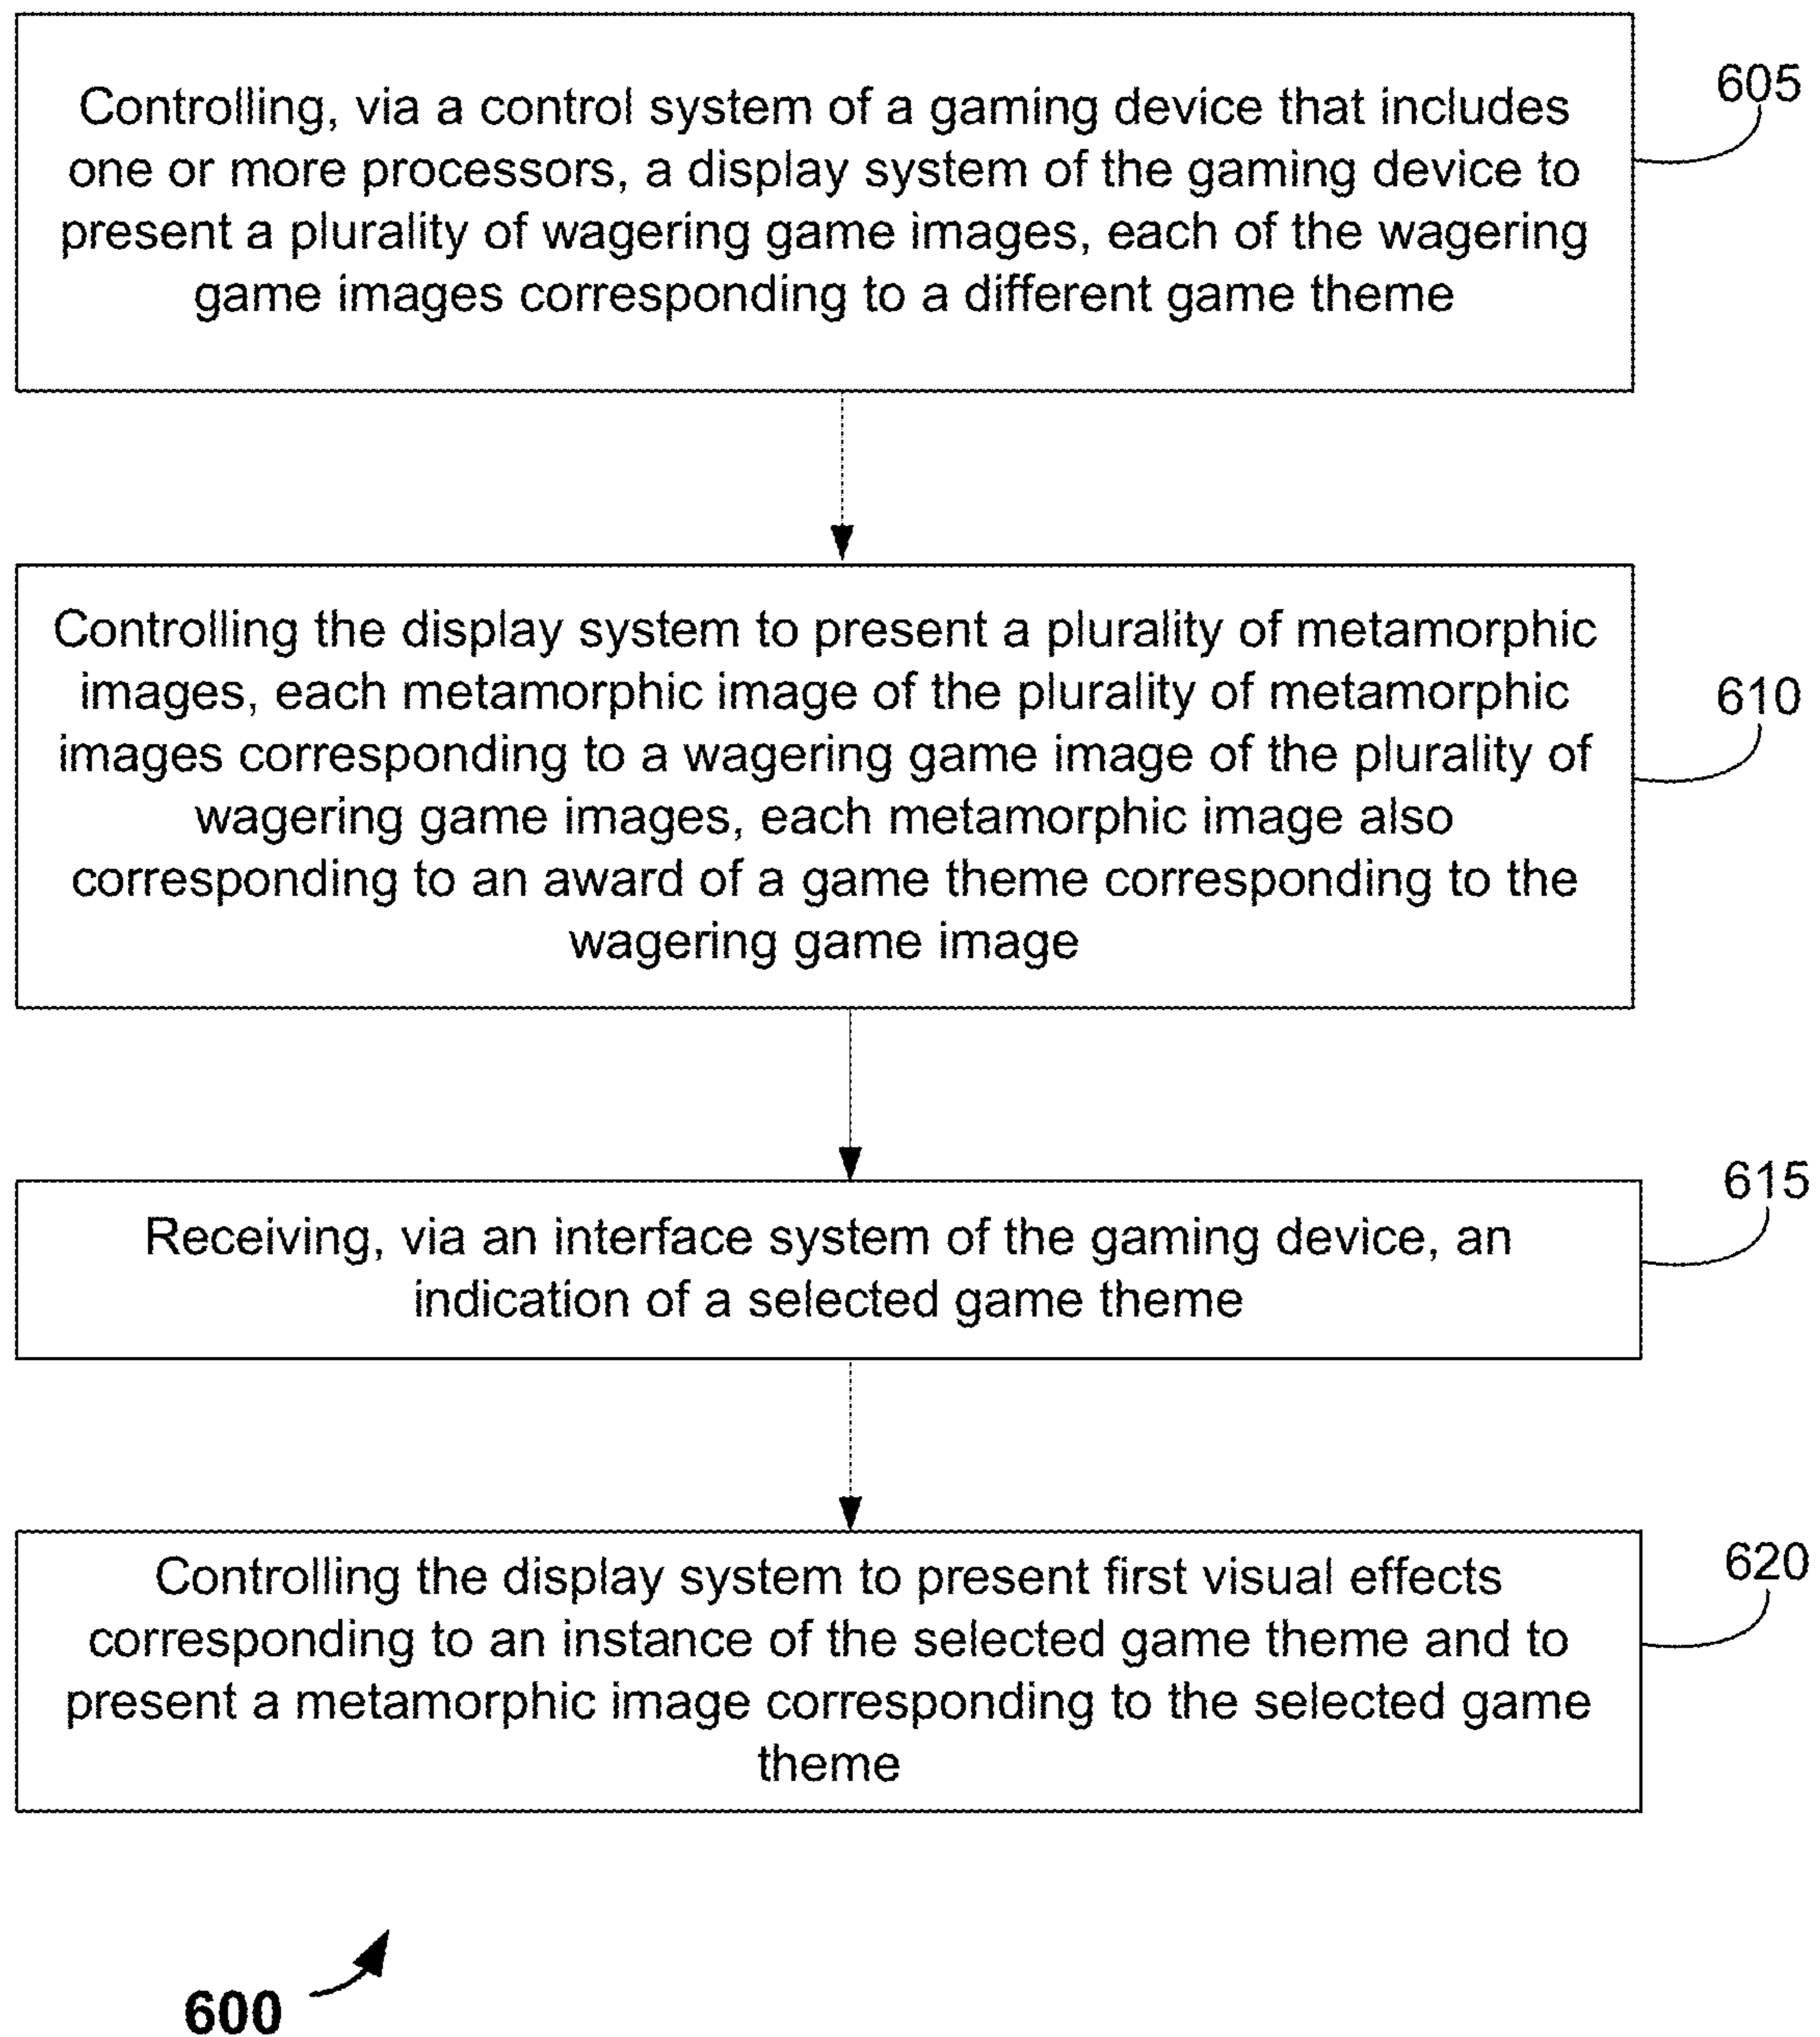 Controlling, via a control system of a gaming device that includes
one or more processors, a display system of the gaming device to
present a plurality of wagering game images, each of the wagering
game images corresponding to a different game theme
605
Controlling the display system to present a plurality of metamorphic
images, each metamorphic image of the plurality of metamorphic
images corresponding to a wagering game image of the plurality of
wagering game images, each metamorphic image also
corresponding to an award of a game theme corresponding to the
wagering game image
610
Receiving, via an interface system of the gaming device, an
indication of a selected game theme
615
Controlling the display system to present first visual effects
corresponding to an instance of the selected game theme and to
present a metamorphic image corresponding to the selected game
theme
620
600